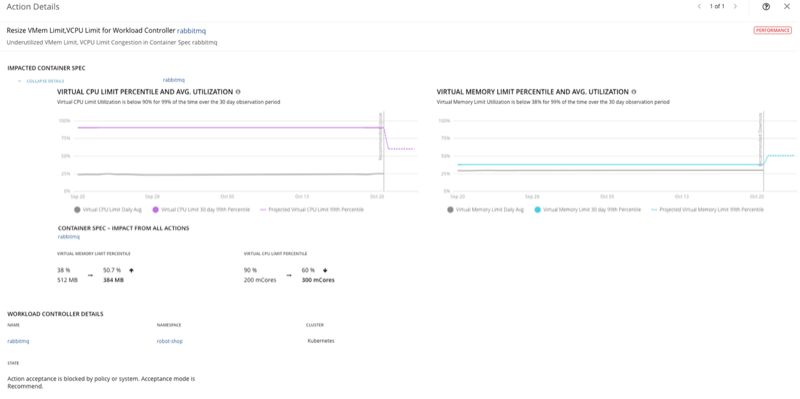 Action Details
1 of 1
Resize VMem Limit,VCPU Limit for Workload Controller rabbitmq
PERFORMANCE
Underutilized VMem Limit, VCPU Limit Congestion in Container Spec rabbitmq
IMPACTED CONTAINER SPEC
COLLAPSE DETAILS
rabbitmq
VIRTUAL CPU LIMIT PERCENTILE AND AVG. UTILIZATION
Virtual CPU Limit Utilization is below 90% for 99% of the time over the 30 day observation period
100%
75%
50%
25%
0%
Sep 20
Sep 28
Oct 05
Oct 13
Oct 20
Virtual CPU Limit Daily Avg
Virtual CPU Limit 30-day 99th Percentile
Projected Virtual CPU Limit 99th Percentile
VIRTUAL MEMORY LIMIT PERCENTILE AND AVG. UTILIZATION
Virtual Memory Limit Utilization is below 38% for 99% of the time over the 30 day observation period
100%
75%
50%
25%
0%
Sep 20
Sep 28
Oct 05
Oct 13
Oct 20
Virtual Memory Limit Daily Avg
Virtual Memory Limit 30-day 99th Percentile
Projected Virtual Memory Limit 99th Percentile
CONTAINER SPEC - IMPACT FROM ALL ACTIONS
rabbitmq
VIRTUAL MEMORY LIMIT PERCENTILE
38 % → 50.7 % ↑
512 MB 384 MB
VIRTUAL CPU LIMIT PERCENTILE
90 % → 60 % ↓
200 mCores 300 mCores
WORKLOAD CONTROLLER DETAILS
NAME
NAMESPACE
CLUSTER
rabbitmq
robot-shop
Kubernetes
STATE
Action acceptance is blocked by policy or system. Acceptance mode is
Recommend.